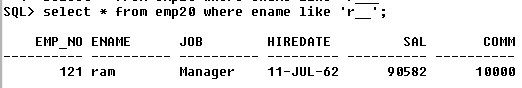 SQL> select * from emp20 where ename like 'r__';
EMP_NO ENAME JOB HIREDATE SAL COMM
---------- ---------- ---------- --------- ---------- ----------
121 ram Manager 11-JUL-62 90582 10000